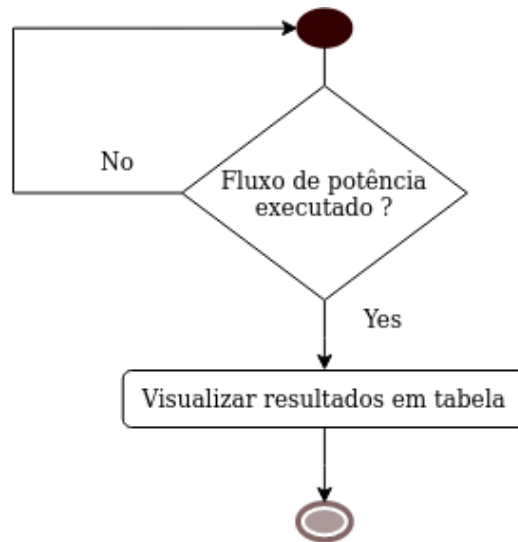 No
Fluxo de potência
executado ?
Yes
Visualizar resultados em tabela